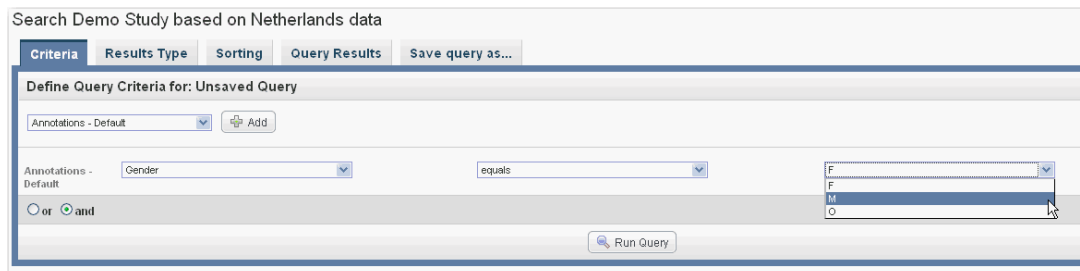 Search Demo Study based on Netherlands data
Criteria Results Type Sorting Query Results Save query as...
Define Query Criteria for: Unsaved Query
Annotations - Default Add
Annotations - Default Gender equals F
F
M
O
or and
Run Query